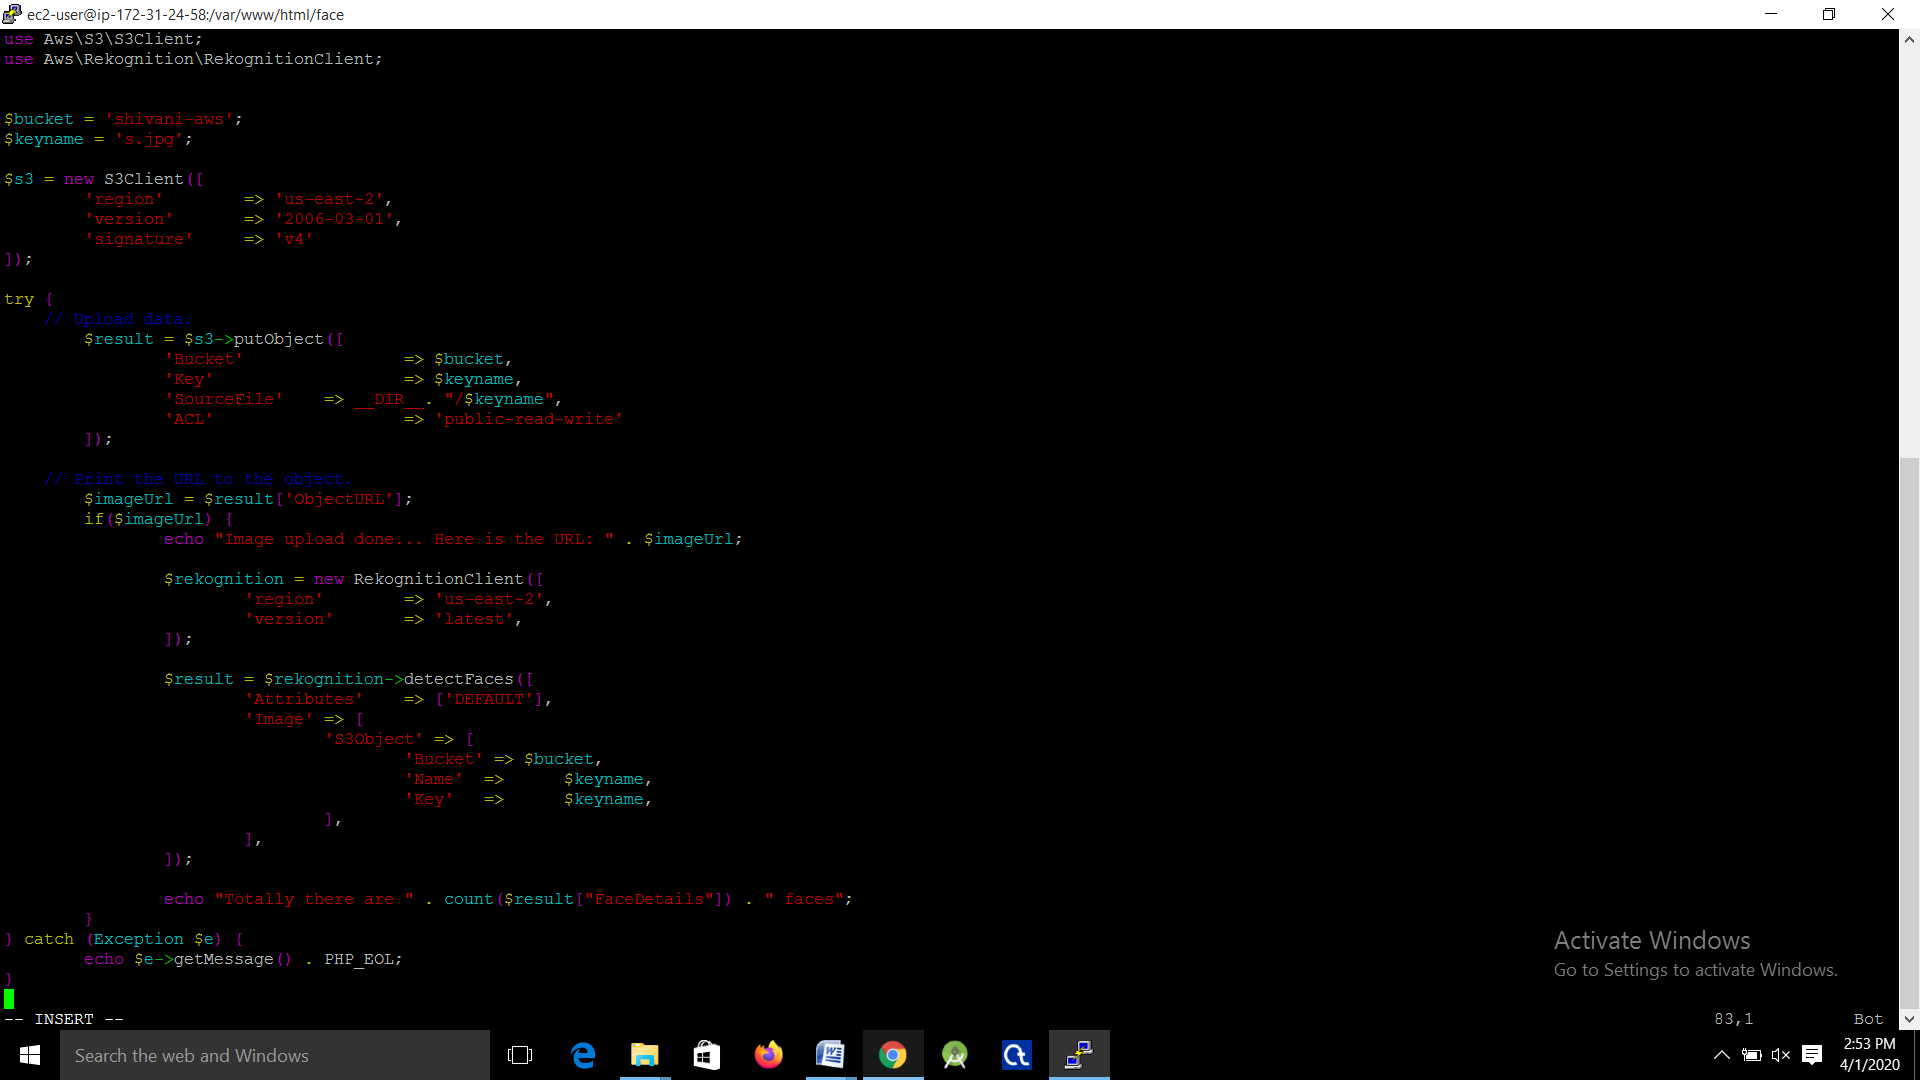 ec2-user@ip-172-31-24-58:/var/www/html/face
use Aws\S3\S3Client;
use Aws\Rekognition\RekognitionClient;
$bucket = 'shivani-aws';
$keyname = 's.jpg';
$s3 = new S3Client([
'region' => 'us-east-2',
'version' => '2006-03-01',
'signature' => 'v4'
]);
try {
// Upload data.
$result = $s3->putObject([
'Bucket' => $bucket,
'Key' => $keyname,
'SourceFile' => __DIR__. "/$keyname",
'ACL' => 'public-read-write'
]);
// Print the URL to the object.
$imageUrl = $result['ObjectURL'];
if($imageUrl) {
echo "Image upload done... Here is the URL: " . $imageUrl;
$rekognition = new RekognitionClient([
'region' => 'us-east-2',
'version' => 'latest',
]);
$result = $rekognition->detectFaces([
'Attributes' => ['DEFAULT'],
'Image' => [
'S3Object' => [
'Bucket' => $bucket,
'Name' => $keyname,
'Key' => $keyname,
],
],
]);
echo "Totally there are " . count($result["FaceDetails"]) . " faces";
}
} catch (Exception $e) {
echo $e->getMessage() . PHP_EOL;
}
-- INSERT --
83,1 Bot
Activate Windows
Go to Settings to activate Windows.
Search the web and Windows
2:53 PM
4/1/2020